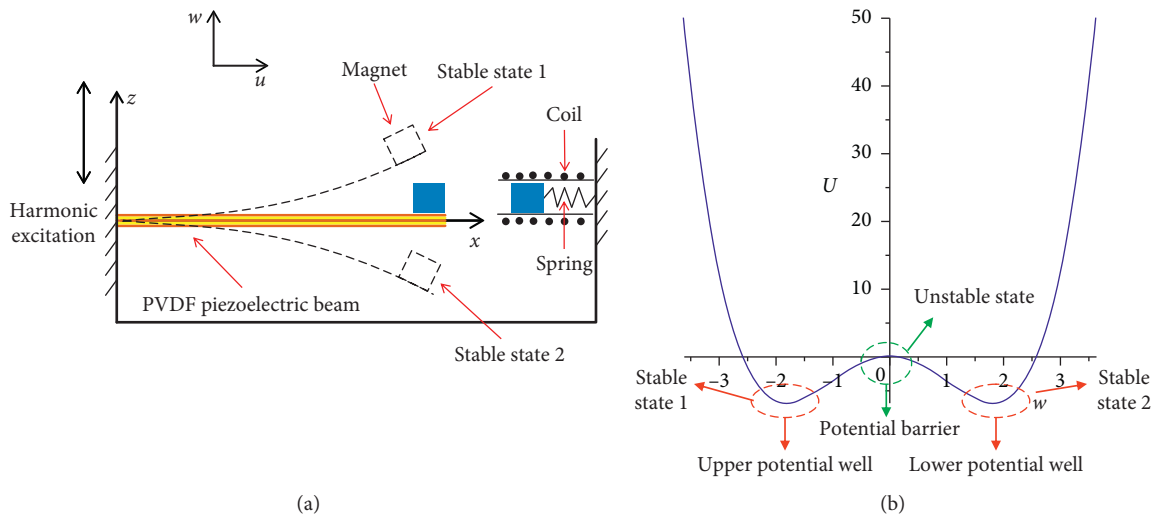 w
u
z
Magnet
Stable state 1
Coil
Harmonic
excitation
x
Spring
PVDF piezoelectric beam
Stable state 2
(a)
50
40
30
U
20
10
Unstable state
0
–3
–2
–1
1
2
3
w
Stable
state 1
Stable
state 2
Potential barrier
Upper potential well
Lower potential well
(b)